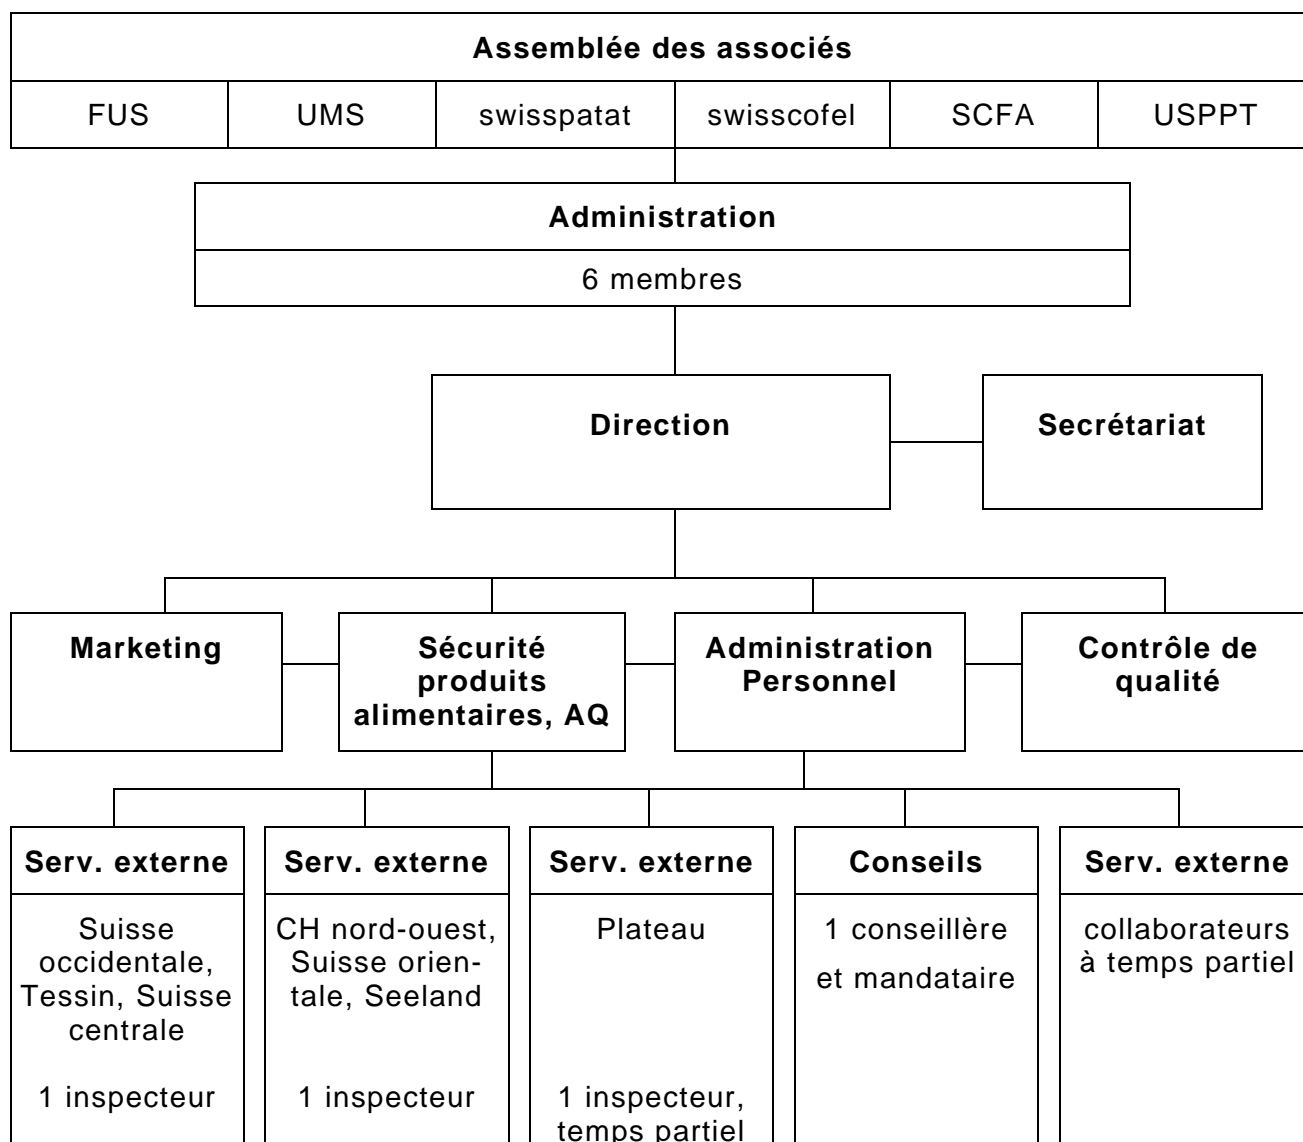 Assemblée des associés
FUS UMS swisspatat swisscofel SCFA USPPT
Administration
6 membres
Direction
Secrétariat
Marketing
Sécurité
produits
alimentaires, AQ
Administration
Personnel
Contrôle de
qualité
Serv. externe
Suisse
occidentale,
Tessin, Suisse
centrale
1 inspecteur
Serv. externe
CH nord-ouest,
Suisse orien-
tale, Seeland
1 inspecteur
Serv. externe
Plateau
1 inspecteur,
temps partiel
Conseils
1 conseillère
et mandataire
Serv. externe
collaborateurs
à temps partiel